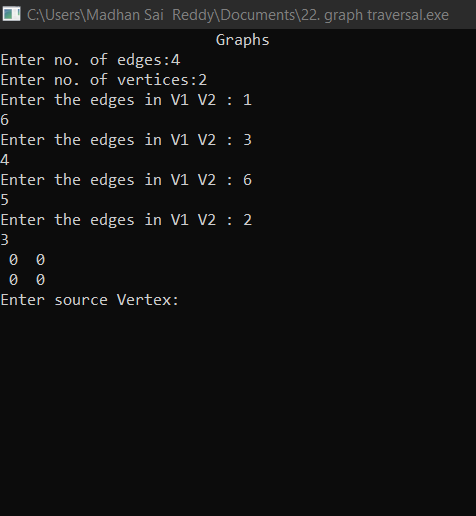 C:\Users\Madhan Sai  Reddy\Documents\22. graph traversal.exe
Graphs
Enter no. of edges:4
Enter no. of vertices:2
Enter the edges in V1 V2 : 1
6
Enter the edges in V1 V2 : 3
4
Enter the edges in V1 V2 : 6
5
Enter the edges in V1 V2 : 2
3
 0  0
 0  0
Enter source Vertex: